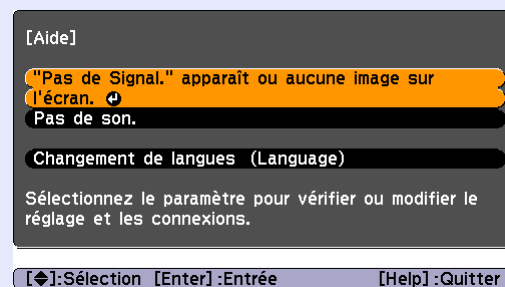 [Aide]
"Pas de Signal." apparaît ou aucune image sur
l'écran.
Pas de son.
Changement de langues (Language)
Sélectionnez le paramètre pour vérifier ou modifier le
réglage et les connexions.
[◆]:Sélection [Enter]:Entrée [Help]:Quitter